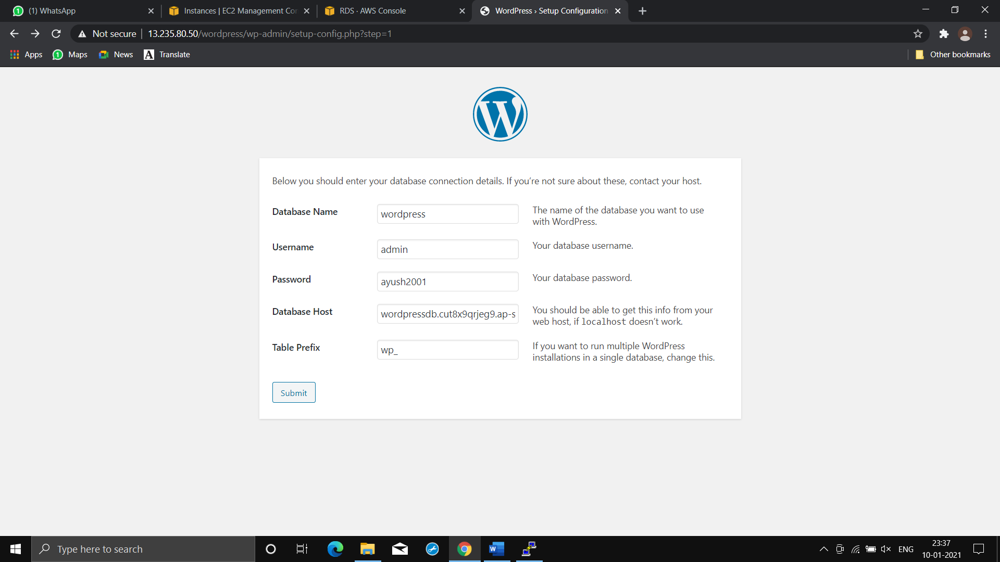 (1) WhatsApp
Instances | EC2 Management Con
RDS · AWS Console
WordPress › Setup Configuration
Not secure
13.235.80.50/wordpress/wp-admin/setup-config.php?step=1
Apps
Maps
News
A Translate
Other bookmarks
Below you should enter your database connection details. If you’re not sure about these, contact your host.
Database Name
wordpress
The name of the database you want to use
with WordPress.
Username
admin
Your database username.
Password
ayush2001
Your database password.
Database Host
wordpressdb.cut8x9qrjeg9.ap-s
You should be able to get this info from your
web host, if localhost doesn’t work.
Table Prefix
wp_
If you want to run multiple WordPress
installations in a single database, change this.
Submit
Type here to search
ENG
23:37
10-01-2021